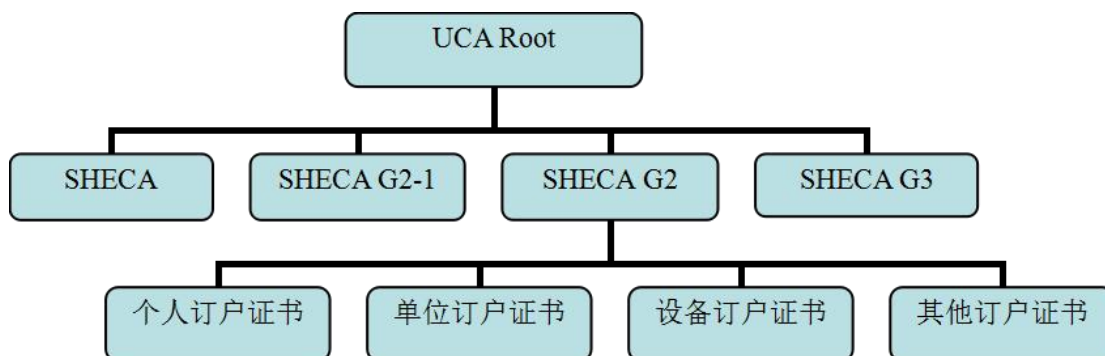 UCA Root
SHECA
SHECA G2-1
SHECA G2
SHECA G3
个人订户证书
单位订户证书
设备订户证书
其他订户证书